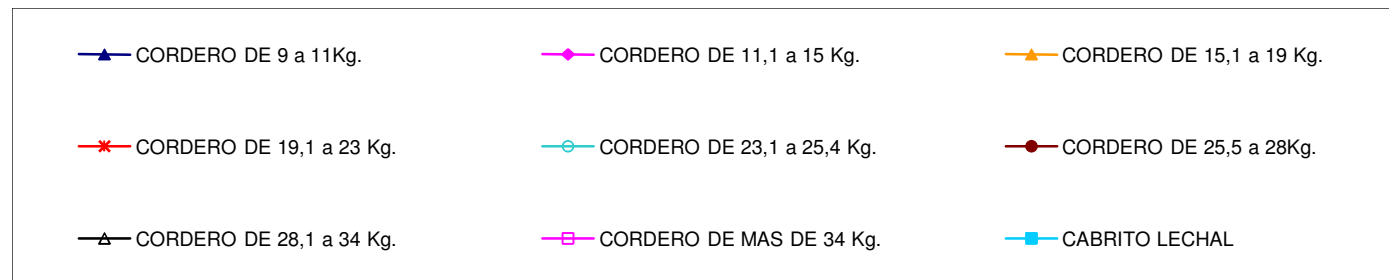 CORDERO DE 9 a 11Kg.
CORDERO DE 11,1 a 15 Kg.
CORDERO DE 15,1 a 19 Kg.
CORDERO DE 19,1 a 23 Kg.
CORDERO DE 23,1 a 25,4 Kg.
CORDERO DE 25,5 a 28Kg.
CORDERO DE 28,1 a 34 Kg.
CORDERO DE MAS DE 34 Kg.
CABRITO LECHAL